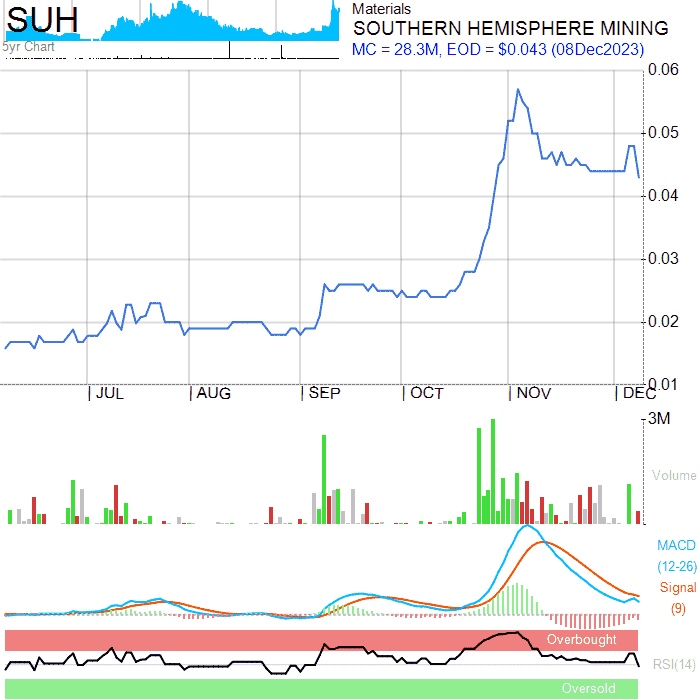 SUH
5yr Chart
Materials
SOUTHERN HEMISPHERE MINING
MC = 28.3M, EOD = $0.043 (08Dec2023)
0.06
0.05
0.04
0.03
0.02
0.01
JUL AUG SEP OCT NOV DEC
3M
Volume
MACD
(12-26)
Signal
(9)
Overbought
RSI(14)
Oversold